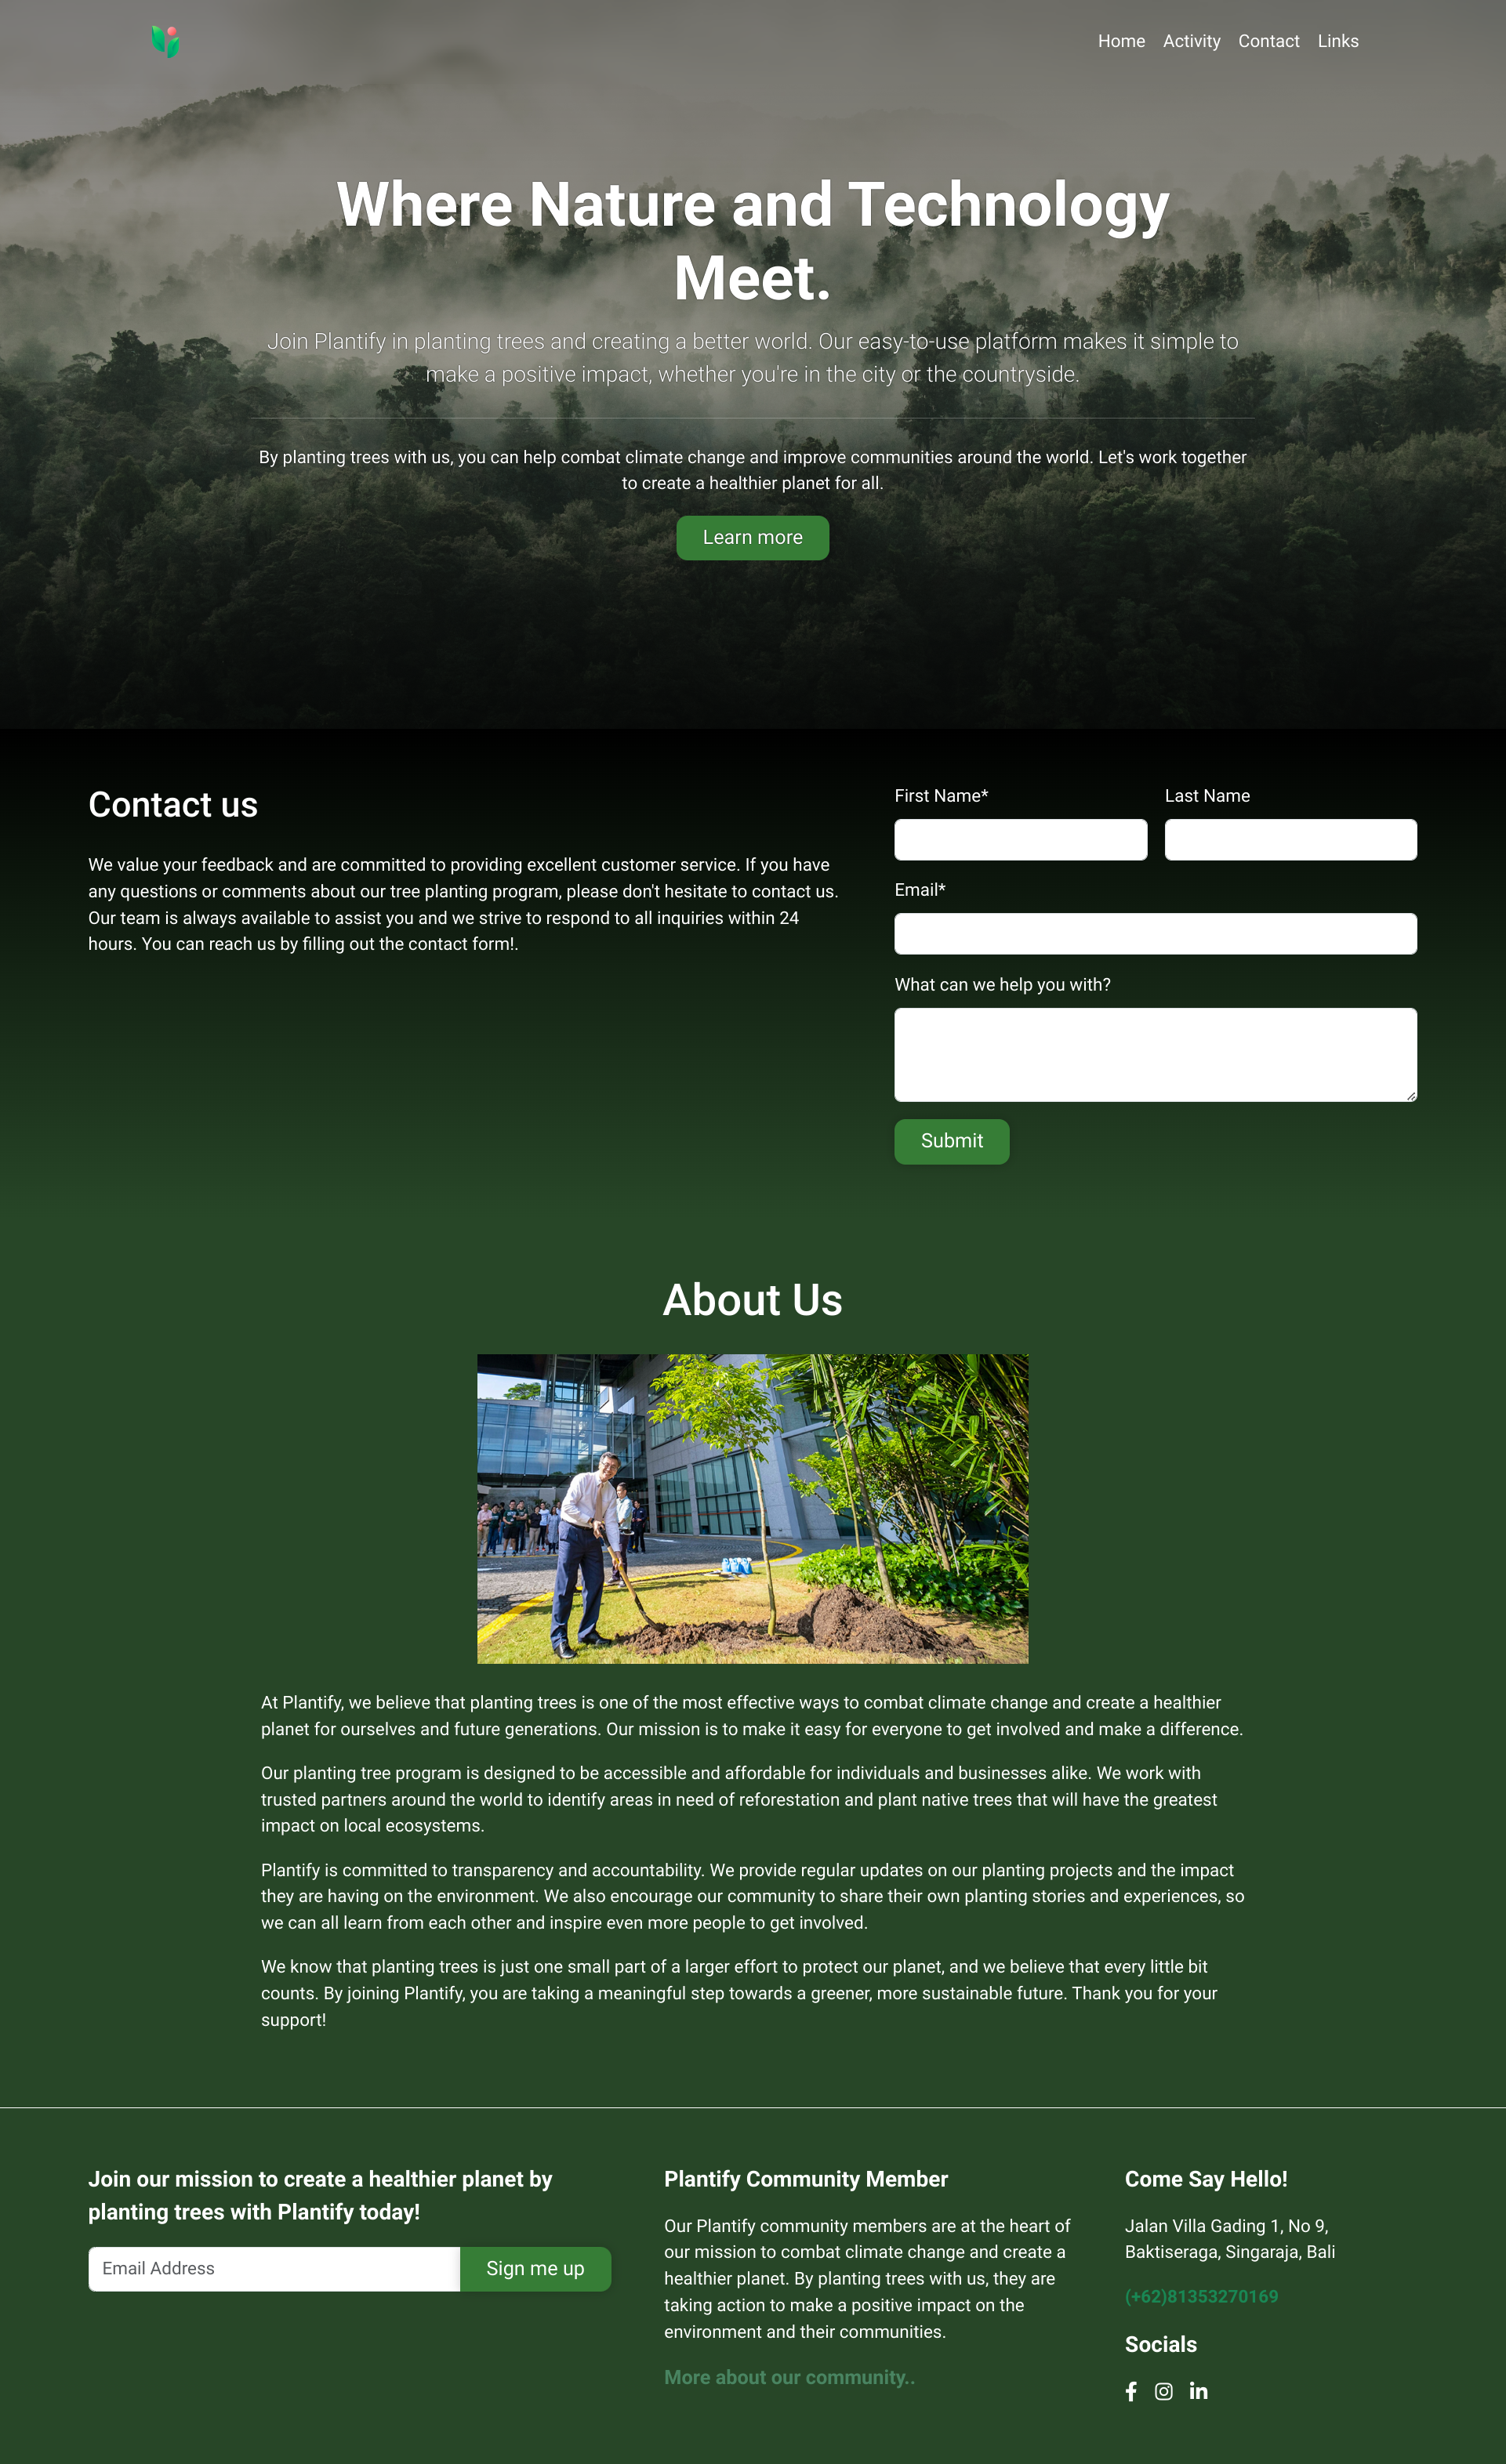 Home Activity Contact Links
Where Nature and Technology
Meet.
Join Plantify in planting trees and creating a better world. Our easy-to-use platform makes it simple to
make a positive impact, whether you're in the city or the countryside.
By planting trees with us, you can help combat climate change and improve communities around the world. Let's work together
to create a healthier planet for all.
Learn more
Contact us
We value your feedback and are committed to providing excellent customer service. If you have
any questions or comments about our tree planting program, please don't hesitate to contact us.
Our team is always available to assist you and we strive to respond to all inquiries within 24
hours. You can reach us by filling out the contact form!.
First Name* Last Name
Email*
What can we help you with?
Submit
About Us
At Plantify, we believe that planting trees is one of the most effective ways to combat climate change and create a healthier
planet for ourselves and future generations. Our mission is to make it easy for everyone to get involved and make a difference.
Our planting tree program is designed to be accessible and affordable for individuals and businesses alike. We work with
trusted partners around the world to identify areas in need of reforestation and plant native trees that will have the greatest
impact on local ecosystems.
Plantify is committed to transparency and accountability. We provide regular updates on our planting projects and the impact
they are having on the environment. We also encourage our community to share their own planting stories and experiences, so
we can all learn from each other and inspire even more people to get involved.
We know that planting trees is just one small part of a larger effort to protect our planet, and we believe that every little bit
counts. By joining Plantify, you are taking a meaningful step towards a greener, more sustainable future. Thank you for your
support!
Join our mission to create a healthier planet by
planting trees with Plantify today!
Email Address Sign me up
Plantify Community Member
Our Plantify community members are at the heart of
our mission to combat climate change and create a
healthier planet. By planting trees with us, they are
taking action to make a positive impact on the
environment and their communities.
More about our community..
Come Say Hello!
Jalan Villa Gading 1, No 9,
Baktiseraga, Singaraja, Bali
(+62)81353270169
Socials